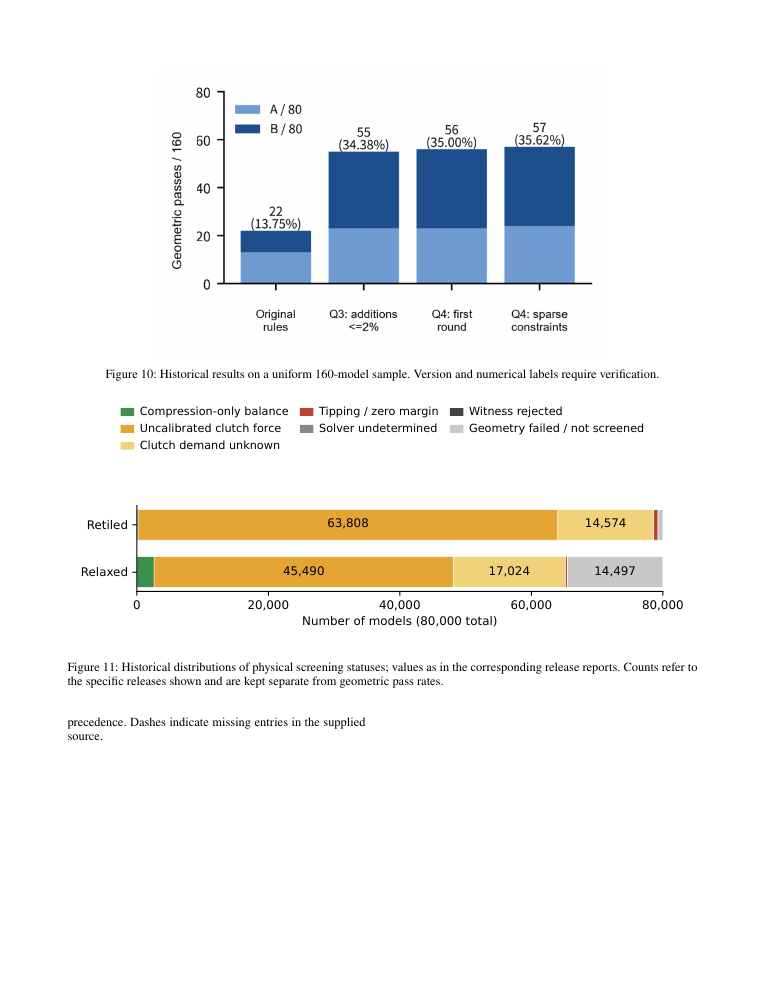 80
60
40
20
0
Geometric passes / 160
A / 80
B / 80
22
(13.75%)
55
(34.38%)
56
(35.00%)
57
(35.62%)
Original
rules
Q3: additions
<=2%
Q4: first
round
Q4: sparse
constraints
Figure 10: Historical results on a uniform 160-model sample. Version and numerical labels require verification.
Compression-only balance
Uncalibrated clutch force
Clutch demand unknown
Tipping / zero margin
Solver undetermined
Witness rejected
Geometry failed / not screened
Retiled
63,808
14,574
Relaxed
45,490
17,024
14,497
0
20,000
40,000
60,000
80,000
Number of models (80,000 total)
Figure 11: Historical distributions of physical screening statuses; values as in the corresponding release reports. Counts refer to
the specific releases shown and are kept separate from geometric pass rates.
precedence. Dashes indicate missing entries in the supplied
source.